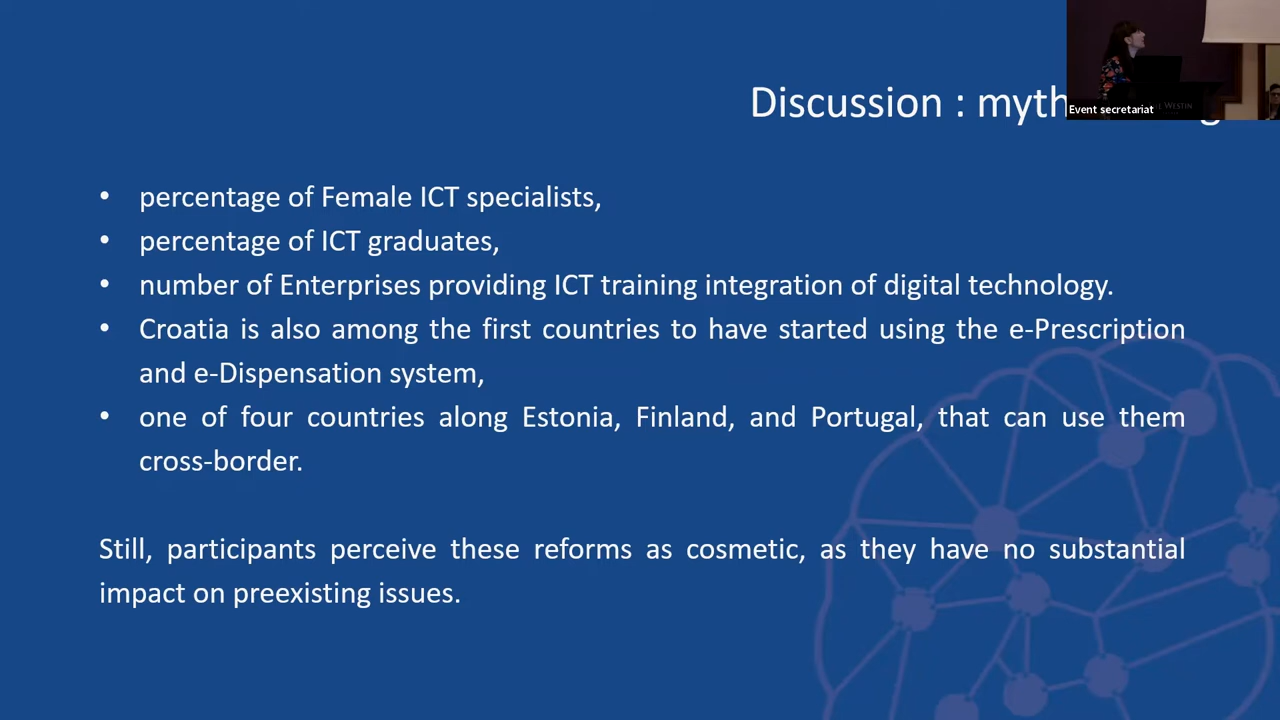 Discussion : myth
Event secretariat
WESTIN
• percentage of Female ICT specialists,
• percentage of ICT graduates,
• number of Enterprises providing ICT training integration of digital technology.
• Croatia is also among the first countries to have started using the e-Prescription
and e-Dispensation system,
• one of four countries along Estonia, Finland, and Portugal, that can use them
cross-border.
Still, participants perceive these reforms as cosmetic, as they have no substantial
impact on preexisting issues.